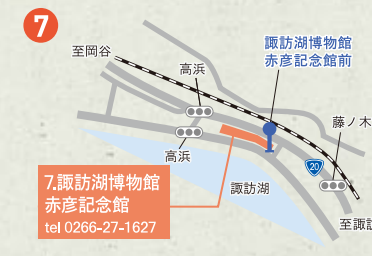 7
至岡谷
高浜
諏訪湖博物館
赤彦記念館前
藤ノ木
高浜
20
7.諏訪湖博物館
赤彦記念館
tel 0266-27-1627
諏訪湖
至諏訪